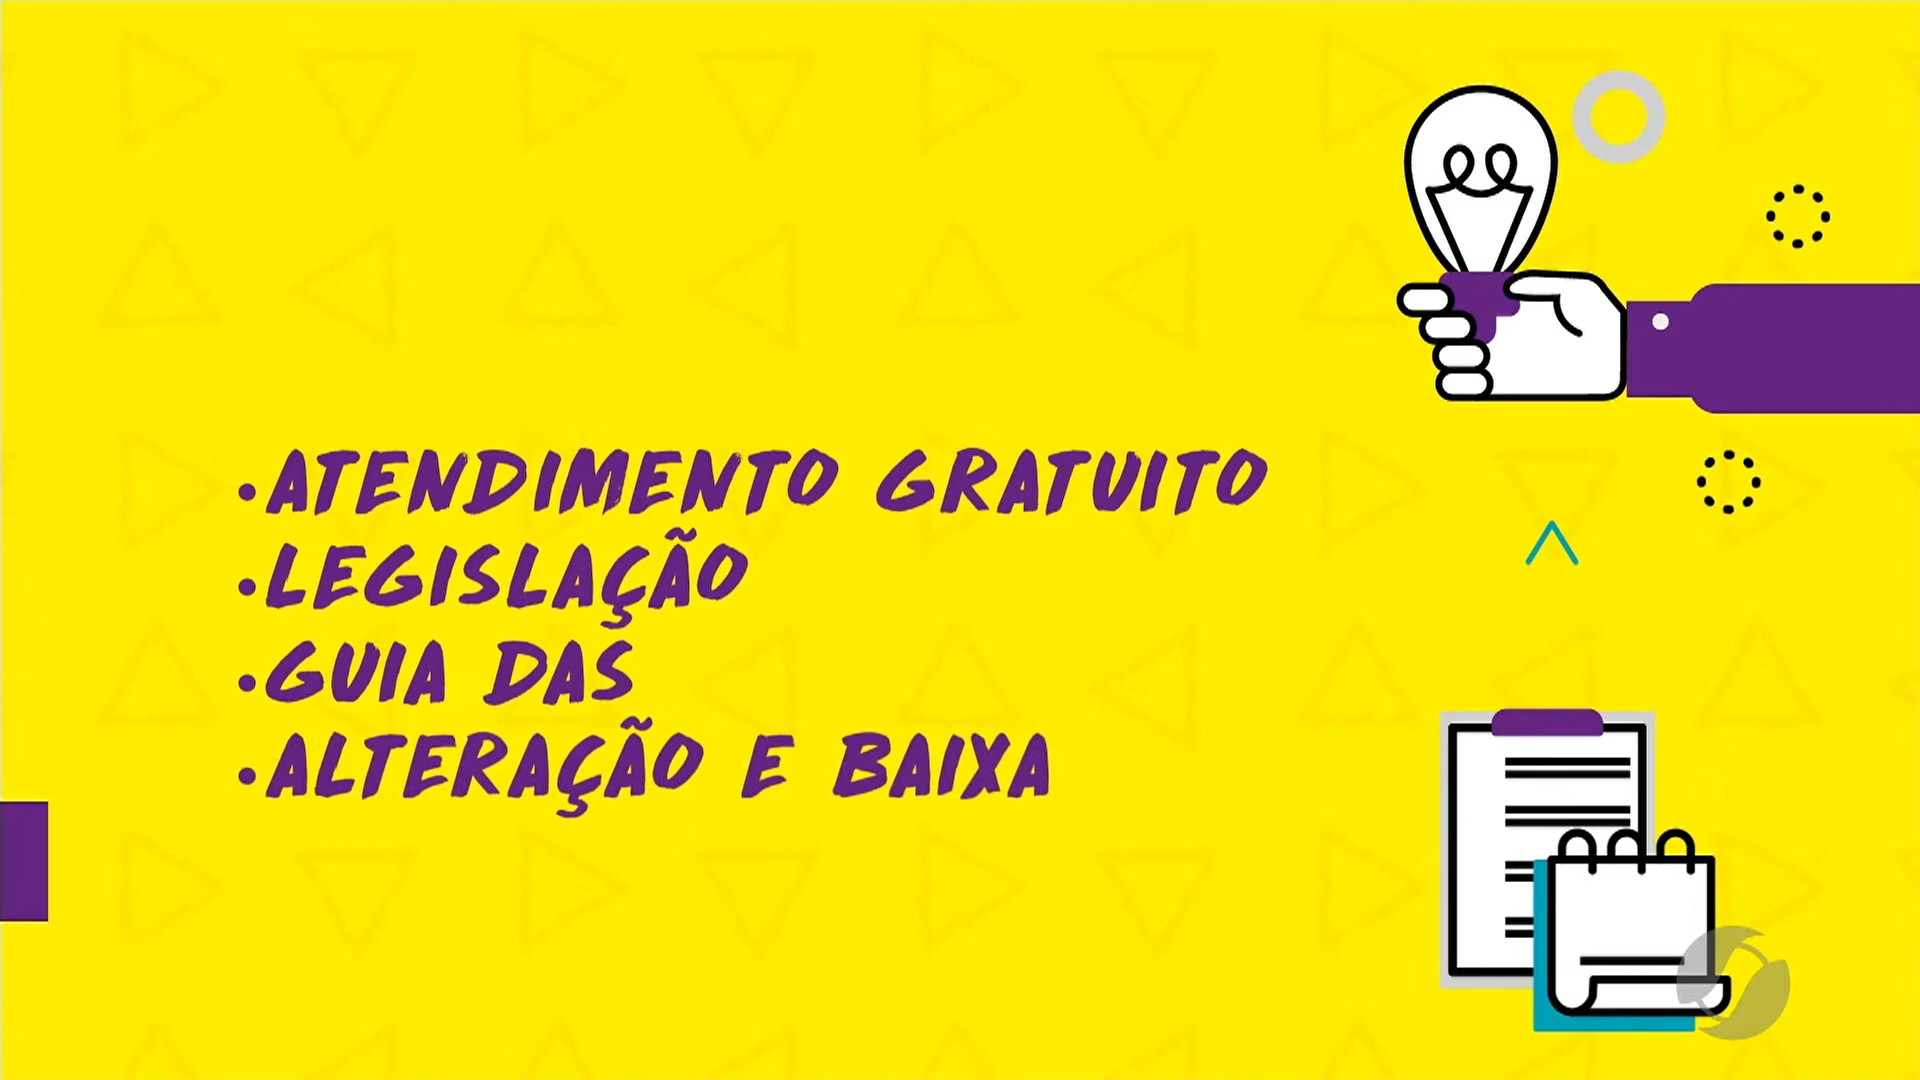 •ATENDIMENTO GRATUITO
•LEGISLAÇÃO
•GUIA DAS
•ALTERAÇÃO E BAIXA